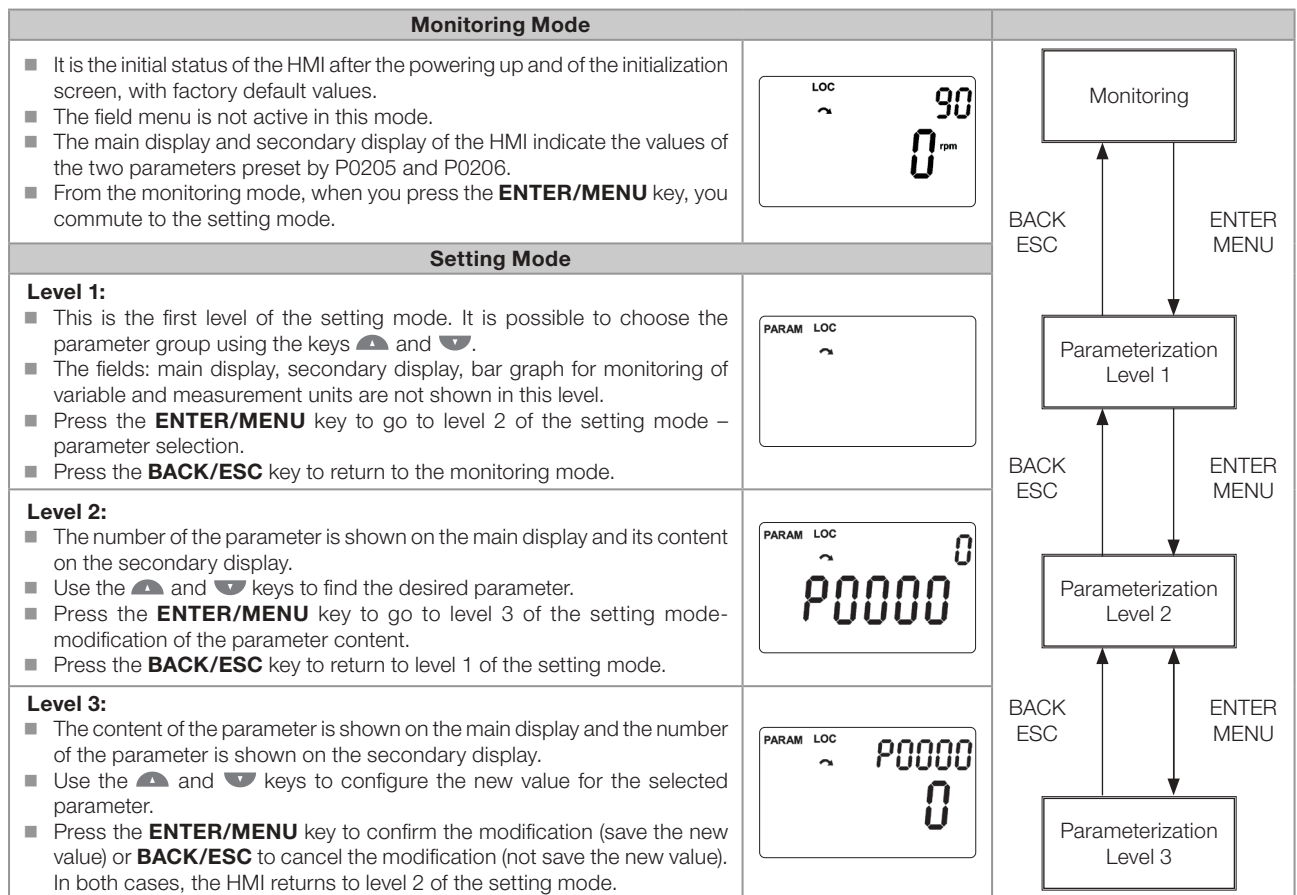 Monitoring Mode
■ It is the initial status of the HMI after the powering up and of the initialization
screen, with factory default values.
■ The field menu is not active in this mode.
■ The main display and secondary display of the HMI indicate the values of
the two parameters preset by P0205 and P0206.
■ From the monitoring mode, when you press the ENTER/MENU key, you
commute to the setting mode.
LOC
90
0 rpm
Setting Mode
Level 1:
■ This is the first level of the setting mode. It is possible to choose the
parameter group using the keys and .
■ The fields: main display, secondary display, bar graph for monitoring of
variable and measurement units are not shown in this level.
■ Press the ENTER/MENU key to go to level 2 of the setting mode –
parameter selection.
■ Press the BACK/ESC key to return to the monitoring mode.
PARAM LOC
Level 2:
■ The number of the parameter is shown on the main display and its content
on the secondary display.
■ Use the and keys to find the desired parameter.
■ Press the ENTER/MENU key to go to level 3 of the setting mode-
modification of the parameter content.
■ Press the BACK/ESC key to return to level 1 of the setting mode.
PARAM LOC
0
P0000
Level 3:
■ The content of the parameter is shown on the main display and the number
of the parameter is shown on the secondary display.
■ Use the and keys to configure the new value for the selected
parameter.
■ Press the ENTER/MENU key to confirm the modification (save the new
value) or BACK/ESC to cancel the modification (not save the new value).
In both cases, the HMI returns to level 2 of the setting mode.
PARAM LOC
P0000
0
Monitoring
BACK
ESC
ENTER
MENU
Parameterization
Level 1
BACK
ESC
ENTER
MENU
Parameterization
Level 2
BACK
ESC
ENTER
MENU
Parameterization
Level 3